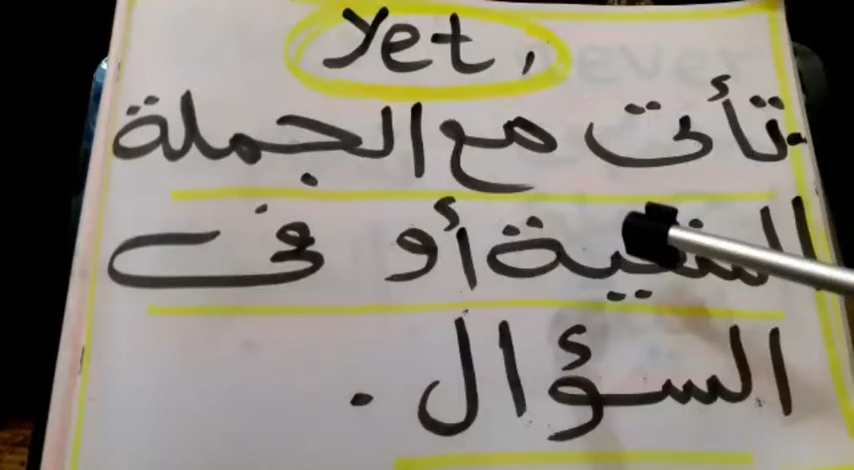 yet,
تأتى مع الجملة
المنفية أو فى
السؤال .